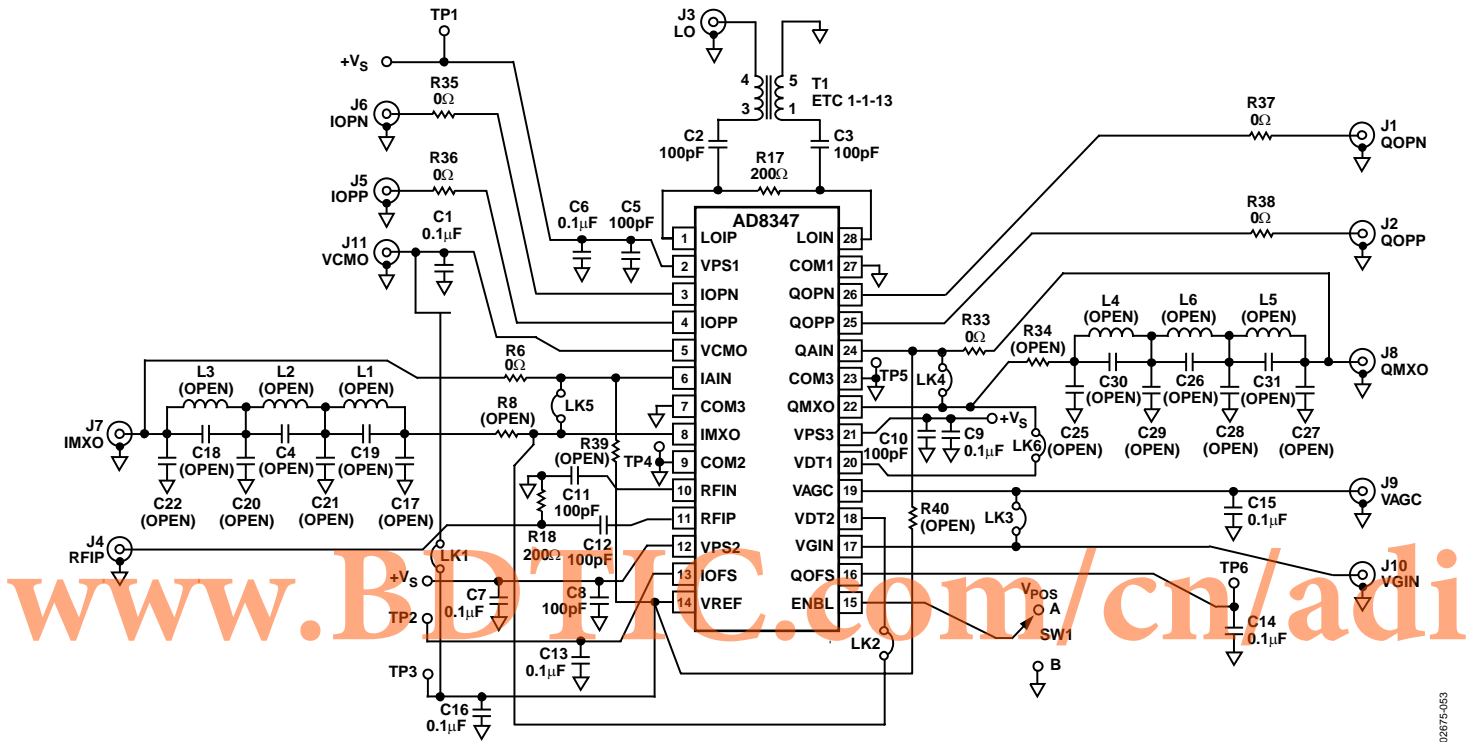 TP1
+VS
J6
IOPN
R35
0Ω
J5
IOPP
R36
0Ω
J11
VCMO
C1
0.1µF
C6
0.1µF
C5
100pF
J3
LO
4
3
5
1
T1
ETC 1-1-13
C2
100pF
C3
100pF
R17
200Ω
R37
0Ω
J1
QOPN
R38
0Ω
J2
QOPP
AD8347
1 LOIP
2 VPS1
3 IOPN
4 IOPP
5 VCMO
6 IAIN
7 COM3
8 IMXO
9 COM2
10 RFIN
11 RFIP
12 VPS2
13 IOFS
14 VREF
LOIN 28
COM1 27
QOPN 26
QOPP 25
QAIN 24
COM3 23
QMXO 22
VPS3 21
VDT1 20
VAGC 19
VDT2 18
VGIN 17
QOFS 16
ENBL 15
R6
0Ω
L3
(OPEN)
L2
(OPEN)
L1
(OPEN)
R8
(OPEN)
LK5
J7
IMXO
C18
(OPEN)
C4
(OPEN)
C19
(OPEN)
C22
(OPEN)
C20
(OPEN)
C21
(OPEN)
C17
(OPEN)
R39
(OPEN)
TP4
C11
100pF
R18
200Ω
C12
100pF
J4
RFIP
LK1
+VS
C7
0.1µF
C8
100pF
TP2
C13
0.1µF
TP3
C16
0.1µF
R33
0Ω
R34
(OPEN)
L4
(OPEN)
L6
(OPEN)
L5
(OPEN)
J8
QMXO
TP5
LK4
C30
(OPEN)
C26
(OPEN)
C31
(OPEN)
C25
(OPEN)
C29
(OPEN)
C28
(OPEN)
C27
(OPEN)
+VS
C10
100pF
C9
0.1µF
LK6
R40
(OPEN)
LK3
C15
0.1µF
J9
VAGC
J10
VGIN
TP6
C14
0.1µF
VPOS
A
SW1
B
LK2
www.BDTIC.com/cn/adi
02675-053